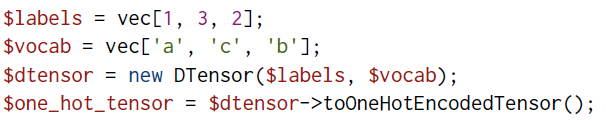 $labels = vec[1, 3, 2];
$vocab = vec['a', 'c', 'b'];
$dtensor = new DTensor($labels, $vocab);
$one_hot_tensor = $dtensor->toOneHotEncodedTensor();